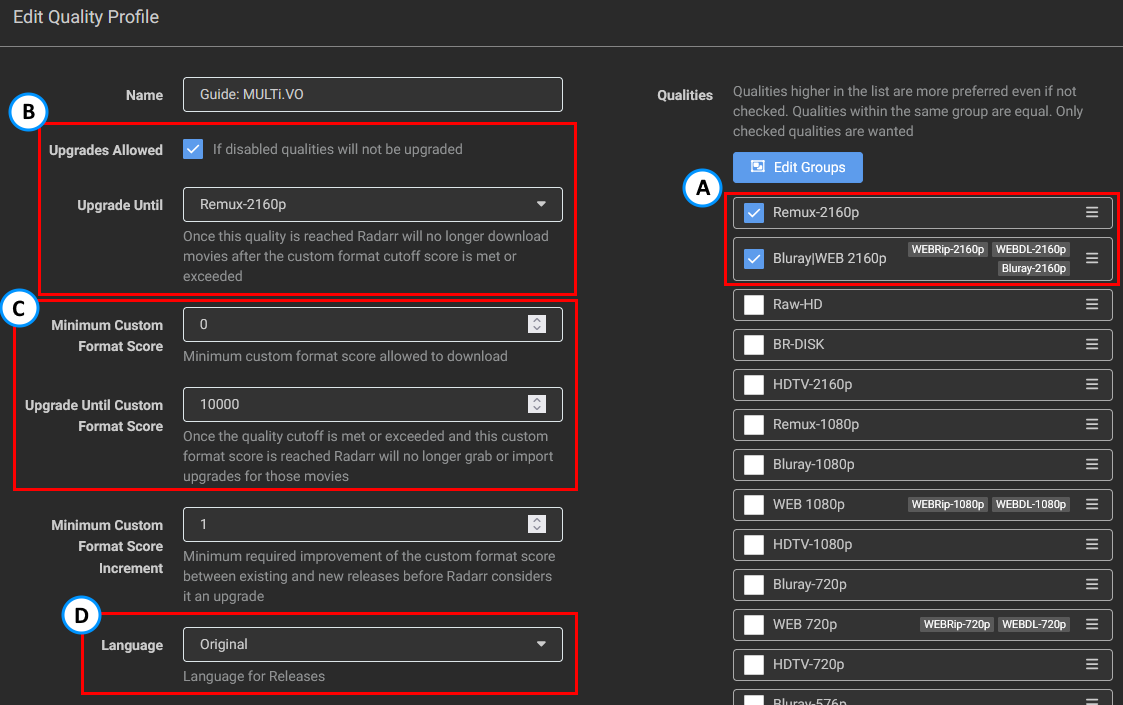 Edit Quality Profile
Name
Guide: MULTi.VO
B
Upgrades Allowed
If disabled qualities will not be upgraded
Upgrade Until
Remux-2160p
Once this quality is reached Radarr will no longer download
movies after the custom format cutoff score is met or
exceeded
C
Minimum Custom
Format Score
0
Minimum custom format score allowed to download
Upgrade Until Custom
Format Score
10000
Once the quality cutoff is met or exceeded and this custom
format score is reached Radarr will no longer grab or import
upgrades for those movies
Minimum Custom
Format Score
Increment
1
Minimum required improvement of the custom format score
between existing and new releases before Radarr considers
it an upgrade
D
Language
Original
Language for Releases
Qualities
Qualities higher in the list are more preferred even if not
checked. Qualities within the same group are equal. Only
checked qualities are wanted
Edit Groups
A
Remux-2160p
Bluray|WEB 2160p
WEBRip-2160p WEBDL-2160p
Bluray-2160p
Raw-HD
BR-DISK
HDTV-2160p
Remux-1080p
Bluray-1080p
WEB 1080p WEBRip-1080p WEBDL-1080p
HDTV-1080p
Bluray-720p
WEB 720p WEBRip-720p WEBDL-720p
HDTV-720p
Bluray-576p